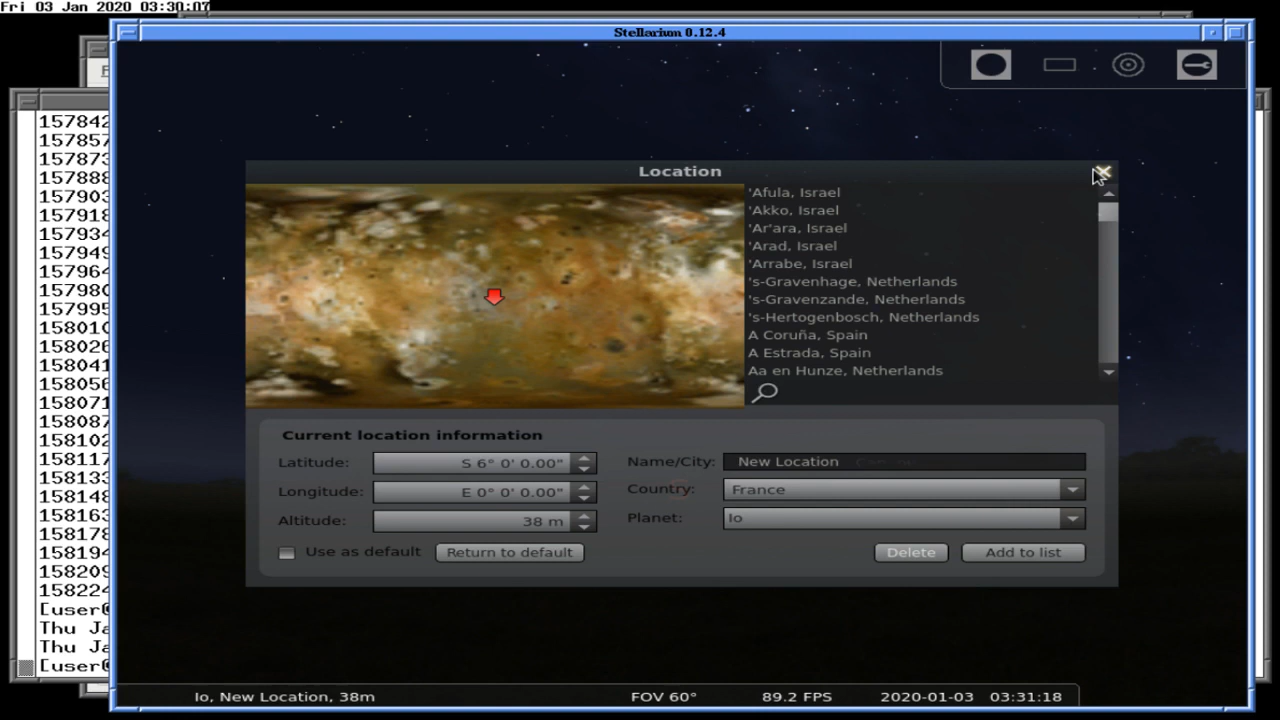 Fri 03 Jan 2020 03:30:07
Stellarium 0.12.4
F
157842
157857
157873
157888
157903
157918
157934
157949
157964
157980
157995
158010
158026
158041
158056
158071
158087
158102
158117
158133
158148
158163
158178
158194
158209
158224
[user@
Thu Ja
Thu Ja
[user@
Location
'Afula, Israel
'Akko, Israel
'Ar'ara, Israel
'Arad, Israel
'Arrabe, Israel
's-Gravenhage, Netherlands
's-Gravenzande, Netherlands
's-Hertogenbosch, Netherlands
A Coruña, Spain
A Estrada, Spain
Aa en Hunze, Netherlands
Current location information
Latitude: S 6° 0' 0.00"
Longitude: E 0° 0' 0.00"
Altitude: 38 m
Use as default Return to default
Name/City: New Location
Country: France
Planet: Io
Delete Add to list
Io, New Location, 38m FOV 60° 89.2 FPS 2020-01-03 03:31:18